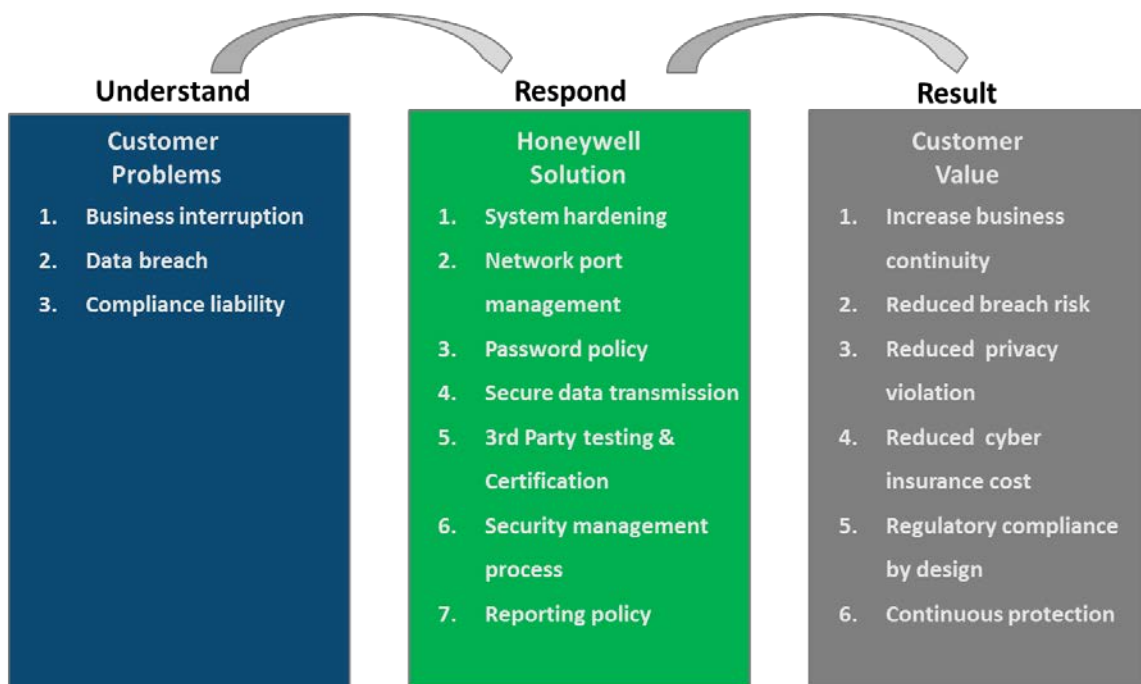 Understand
Customer
Problems
1. Business interruption
2. Data breach
3. Compliance liability
Respond
Honeywell
Solution
1. System hardening
2. Network port
management
3. Password policy
4. Secure data transmission
5. 3rd Party testing &
Certification
6. Security management
process
7. Reporting policy
Result
Customer
Value
1. Increase business
continuity
2. Reduced breach risk
3. Reduced privacy
violation
4. Reduced cyber
insurance cost
5. Regulatory compliance
by design
6. Continuous protection